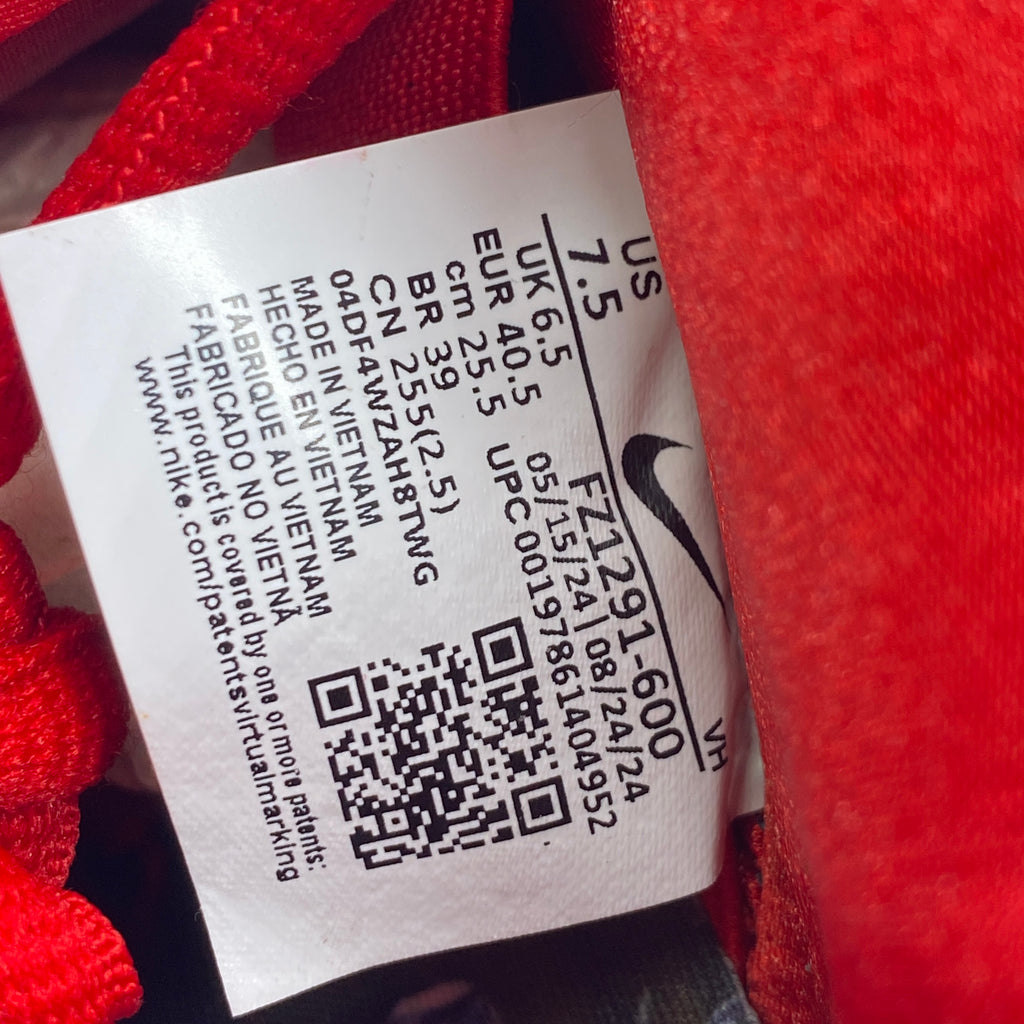 US
7.5
VH
FZ1291-600
UK 6.5
05/15/24 | 08/24/24
EUR 40.5
UPC 00197861404952
cm 25.5
BR 39
CN 255(2.5)
04DF4WZAH8TWG
MADE IN VIETNAM
HECHO EN VIETNAM
FABRIQUE AU VIETNAM
FABRICADO NO VIETNÃ
This product is covered by one or more patents:
www.nike.com/patentsvirtualmarking